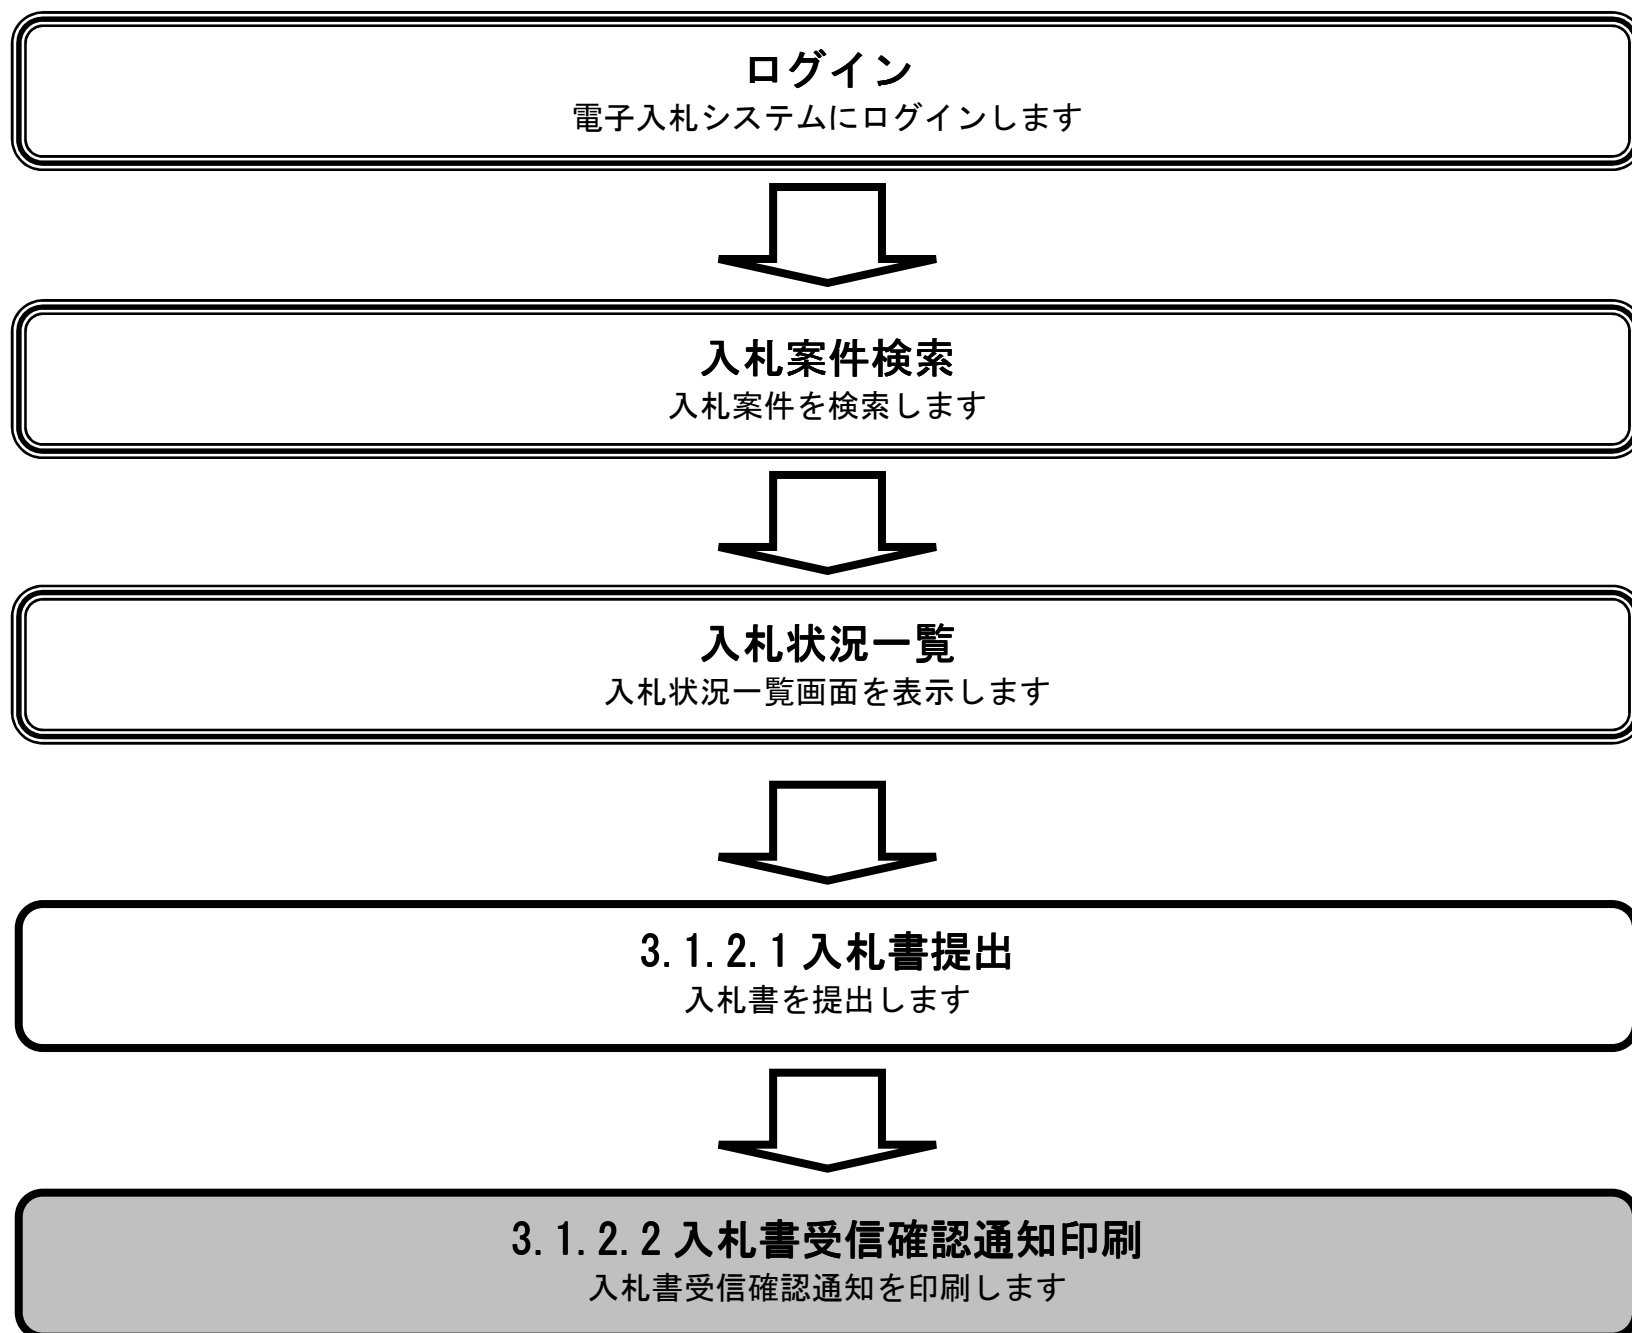 ログイン
電子入札システムにログインします
入札案件検索
入札案件を検索します
入札状況一覧
入札状況一覧画面を表示します
3.1.2.1 入札書提出
入札書を提出します
3.1.2.2 入札書受信確認通知印刷
入札書受信確認通知を印刷します